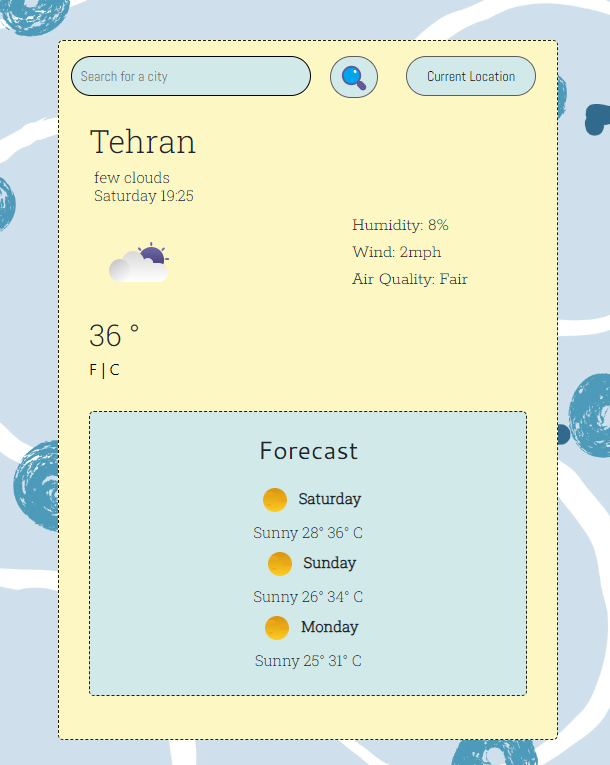 Search for a city
Current Location
Tehran
few clouds
Saturday 19:25
Humidity: 8%
Wind: 2mph
Air Quality: Fair
36 °
F | C
Forecast
Saturday
Sunny 28° 36° C
Sunday
Sunny 26° 34° C
Monday
Sunny 25° 31° C